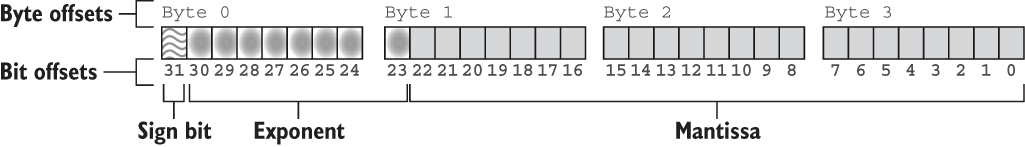 Byte offsets Byte 0 Byte 1 Byte 2 Byte 3
Bit offsets 31 30 29 28 27 26 25 24 23 22 21 20 19 18 17 16 15 14 13 12 11 10 9 8 7 6 5 4 3 2 1 0
Sign bit Exponent Mantissa